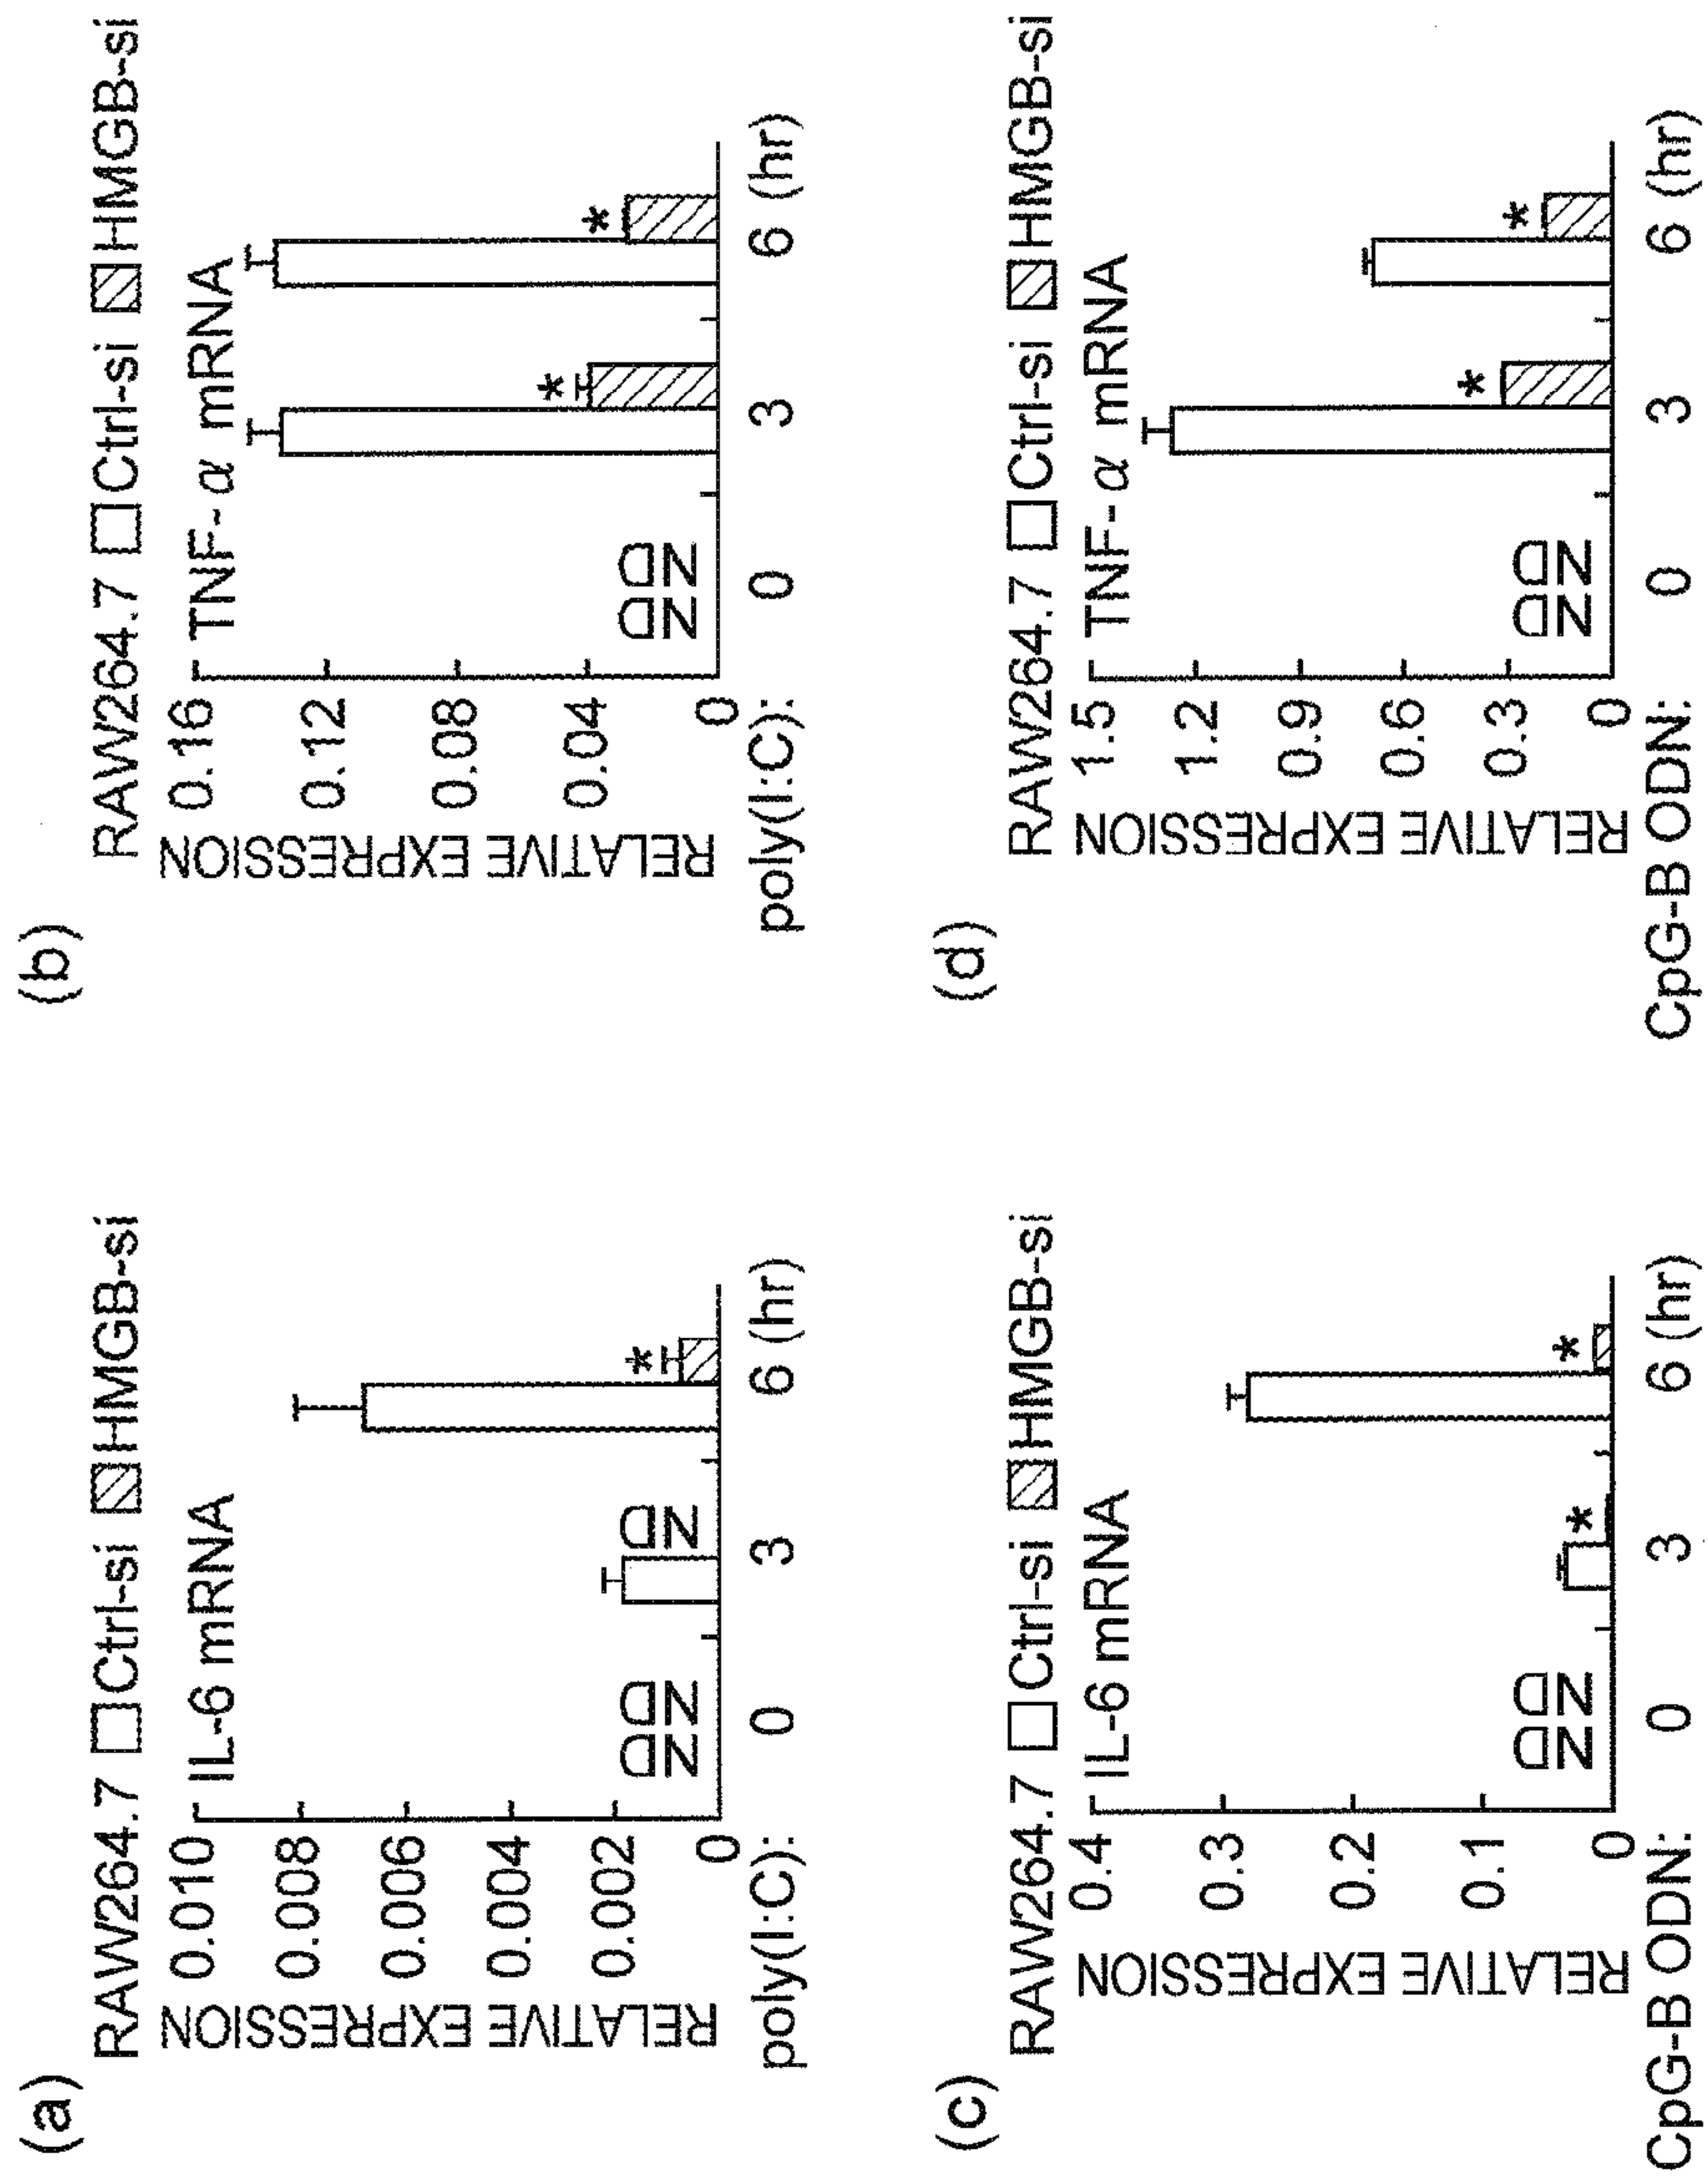 (a)
RAW264.7 Ctrl-si HMGB-si
IL-6 mRNA
RELATIVE EXPRESSION
0.010
0.008
0.006
0.004
0.002
0
ND ND
ND
*
poly(I:C): 0 3 6 (hr)
(b)
RAW264.7 Ctrl-si HMGB-si
TNF-α mRNA
RELATIVE EXPRESSION
0.16
0.12
0.08
0.04
0
ND ND
*
*
poly(I:C): 0 3 6 (hr)
(c)
RAW264.7 Ctrl-si HMGB-si
IL-6 mRNA
RELATIVE EXPRESSION
0.4
0.3
0.2
0.1
0
ND ND
*
*
CpG-B ODN: 0 3 6 (hr)
(d)
RAW264.7 Ctrl-si HMGB-si
TNF-α mRNA
RELATIVE EXPRESSION
1.5
1.2
0.9
0.6
0.3
0
ND ND
*
*
CpG-B ODN: 0 3 6 (hr)